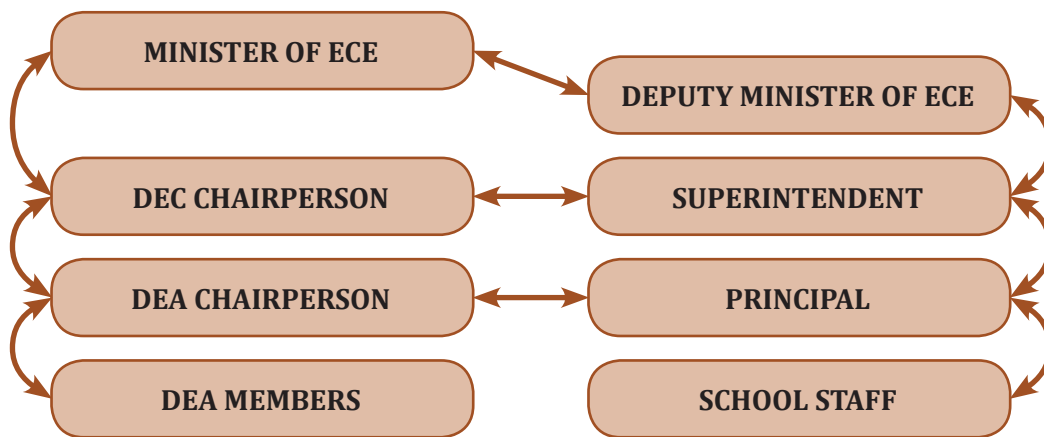 MINISTER OF ECE
DEPUTY MINISTER OF ECE
DEC CHAIRPERSON
SUPERINTENDENT
DEA CHAIRPERSON
PRINCIPAL
DEA MEMBERS
SCHOOL STAFF